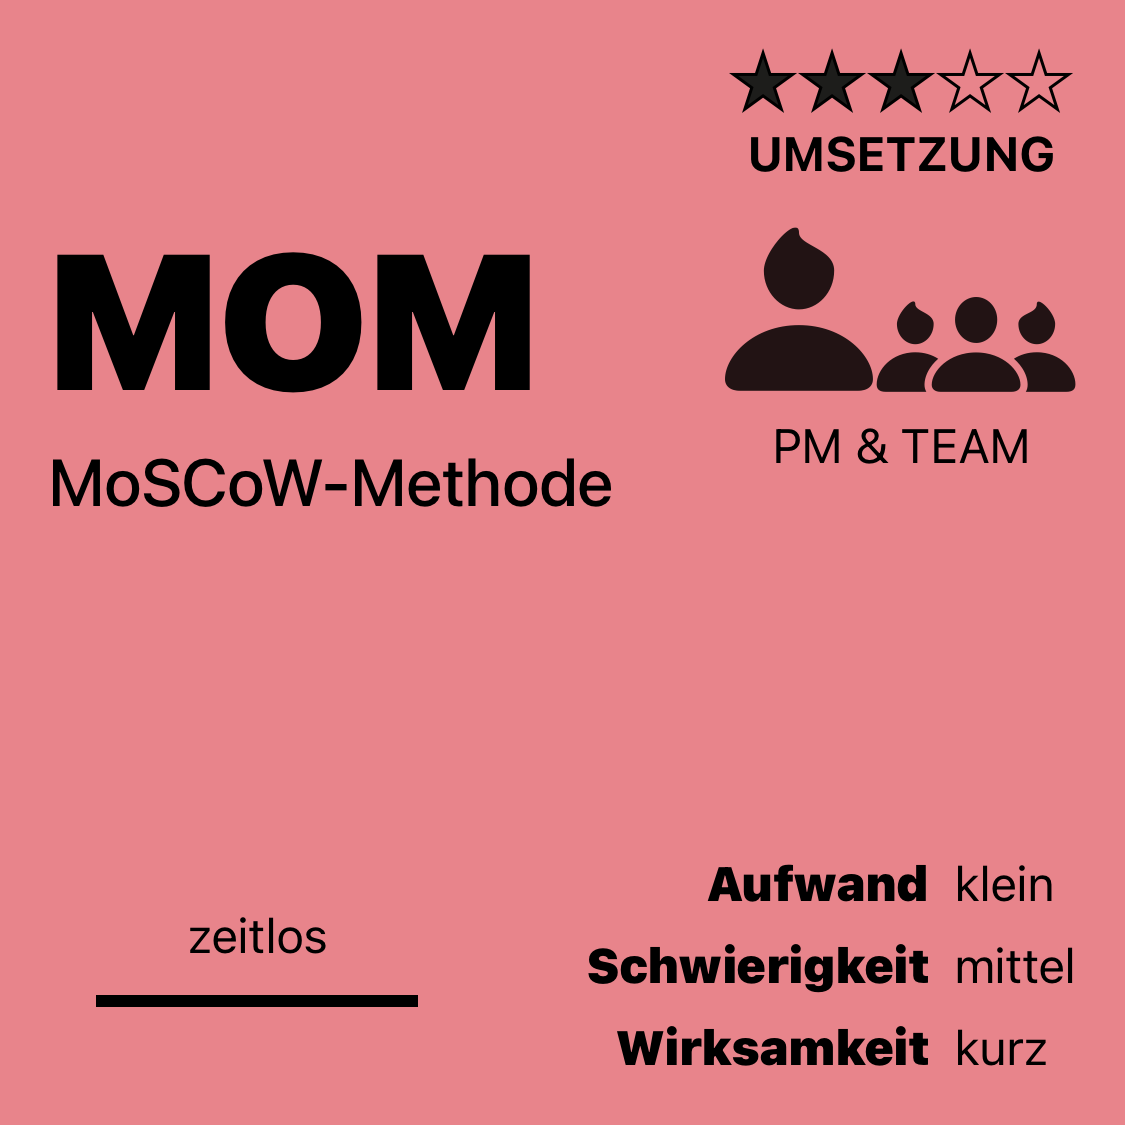 ★★★☆☆
UMSETZUNG
MOM
PM & TEAM
MoSCoW-Methode
zeitlos
Aufwand klein
Schwierigkeit mittel
Wirksamkeit kurz